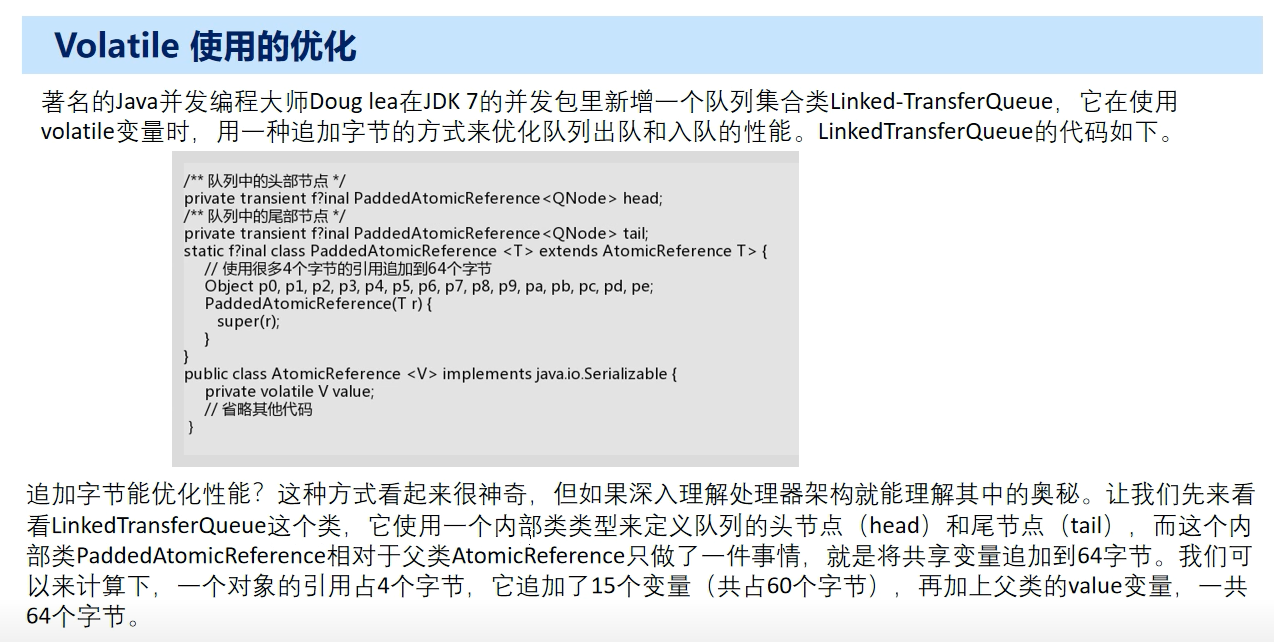 Volatile 使用的优化
著名的Java并发编程大师Doug lea在JDK 7的并发包里新增一个队列集合类Linked-TransferQueue，它在使用
volatile变量时，用一种追加字节的方式来优化队列出队和入队的性能。LinkedTransferQueue的代码如下。
/** 队列中的头部节点 */
private transient f?inal PaddedAtomicReference<QNode> head;
/** 队列中的尾部节点 */
private transient f?inal PaddedAtomicReference<QNode> tail;
static f?inal class PaddedAtomicReference <T> extends AtomicReference T> {
// 使用很多4个字节的引用追加到64个字节
Object p0, p1, p2, p3, p4, p5, p6, p7, p8, p9, pa, pb, pc, pd, pe;
PaddedAtomicReference(T r) {
super(r);
}
}
public class AtomicReference <V> implements java.io.Serializable {
private volatile V value;
// 省略其他代码
}
追加字节能优化性能？这种方式看起来很神奇，但如果深入理解处理器架构就能理解其中的奥秘。让我们先来看
看LinkedTransferQueue这个类，它使用一个内部类类型来定义队列的头节点（head）和尾节点（tail），而这个内
部类PaddedAtomicReference相对于父类AtomicReference只做了一件事情，就是将共享变量追加到64字节。我们可
以来计算下，一个对象的引用占4个字节，它追加了15个变量（共占60个字节），再加上父类的value变量，一共
64个字节。